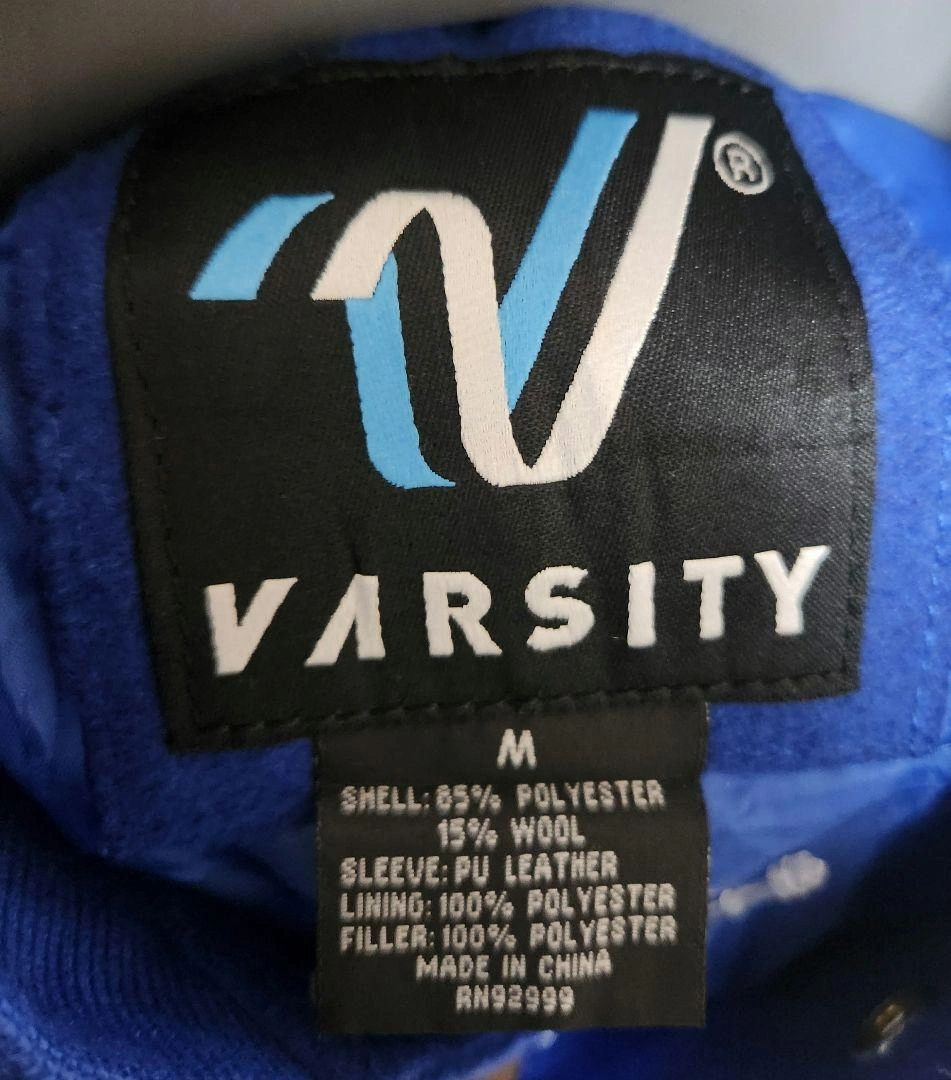 ®
VARSITY
M
SHELL: 85% POLYESTER
15% WOOL
SLEEVE: PU LEATHER
LINING: 100% POLYESTER
FILLER: 100% POLYESTER
MADE IN CHINA
RN92999